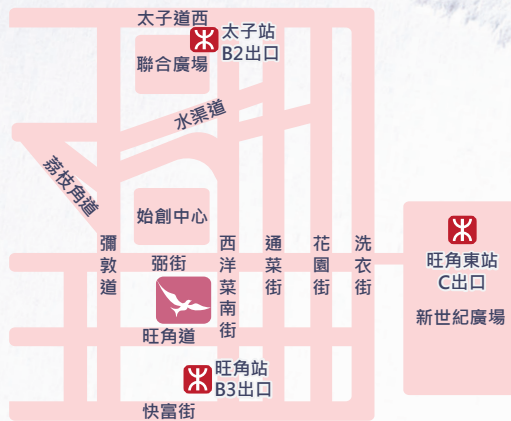 太子道西
太子站
B2出口
聯合廣場
水渠道
荔枝角道
始創中心
彌敦道
西洋菜南街
通菜街
花園街
洗衣街
弼街
旺角東站
C出口
新世紀廣場
旺角道
旺角站
B3出口
快富街